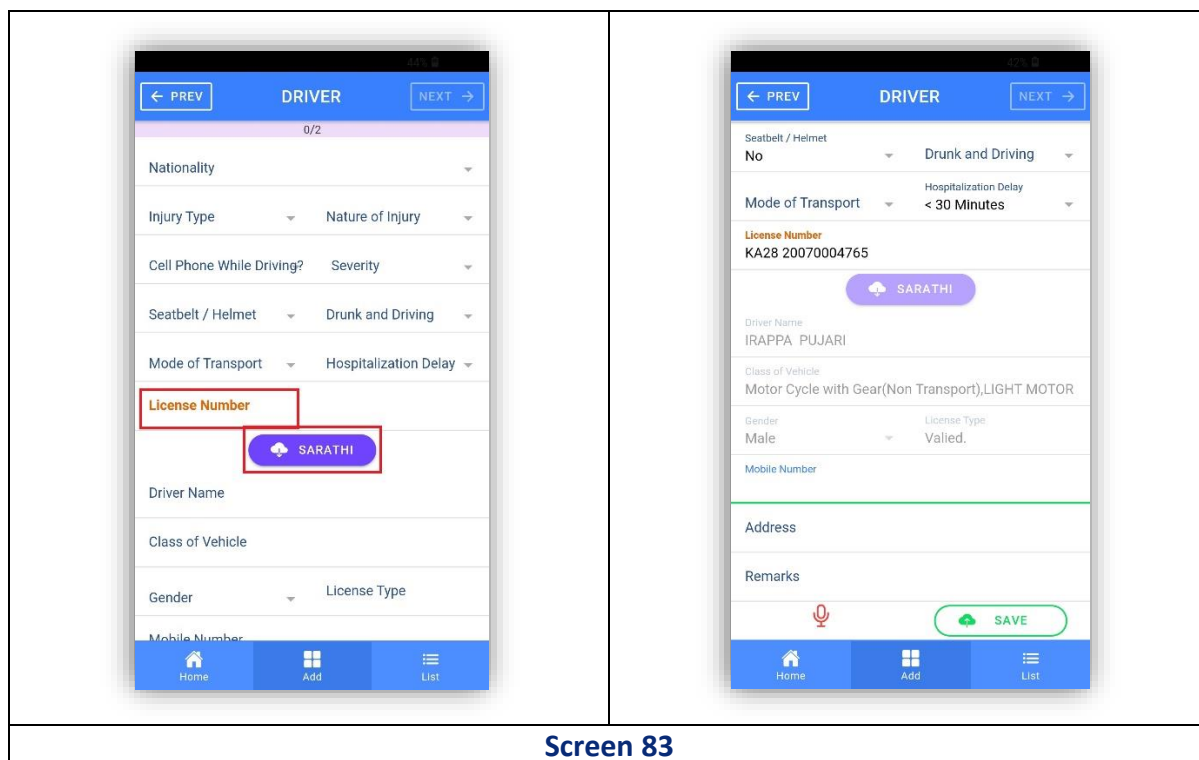 44%
← PREV DRIVER NEXT →
0/2
Nationality
Injury Type Nature of Injury
Cell Phone While Driving? Severity
Seatbelt / Helmet Drunk and Driving
Mode of Transport Hospitalization Delay
License Number
SARATHI
Driver Name
Class of Vehicle
Gender License Type
Mobile Number
Home Add List
42%
← PREV DRIVER NEXT →
Seatbelt / Helmet
No Drunk and Driving
Hospitalization Delay
Mode of Transport < 30 Minutes
License Number
KA28 20070004765
SARATHI
Driver Name
IRAPPA PUJARI
Class of Vehicle
Motor Cycle with Gear(Non Transport),LIGHT MOTOR
Gender License Type
Male Valied.
Mobile Number
Address
Remarks
SAVE
Home Add List
Screen 83